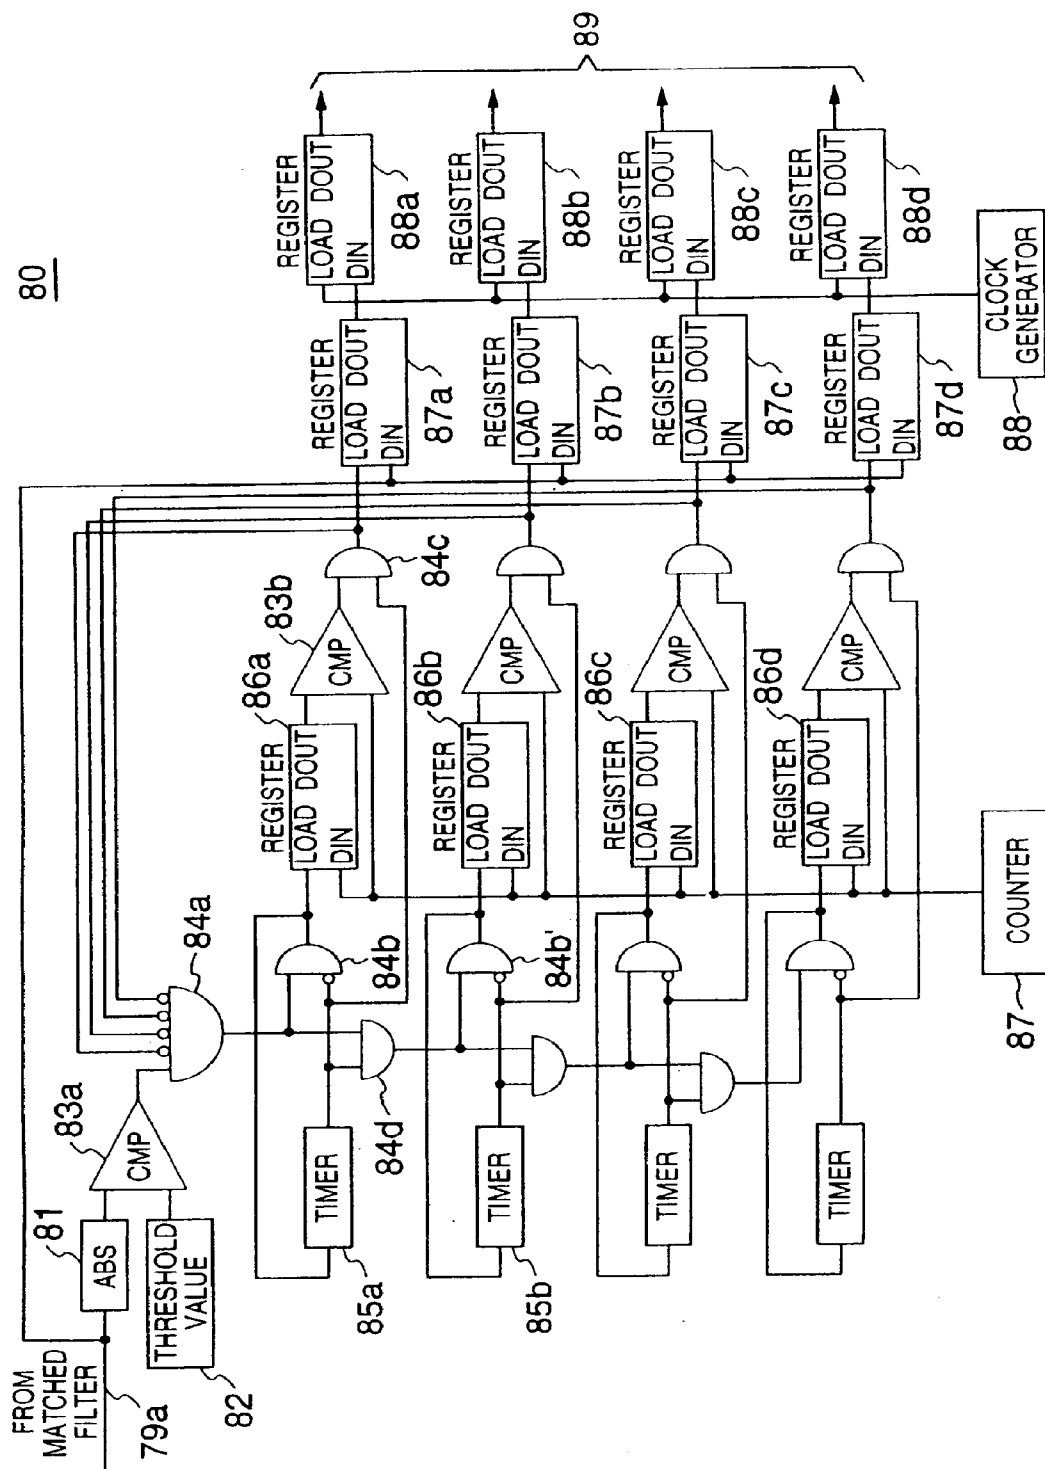 80
FROM
MATCHED
FILTER
79a
81
ABS
THRESHOLD
VALUE
82
83a
CMP
84a
TIMER
85a
84d
84b
REGISTER
86a
LOAD DOUT
DIN
83b
CMP
84c
REGISTER
LOAD DOUT
DIN
87a
REGISTER
LOAD DOUT
DIN
88a
89
TIMER
85b
84b'
REGISTER
86b
LOAD DOUT
DIN
CMP
REGISTER
LOAD DOUT
DIN
87b
REGISTER
LOAD DOUT
DIN
88b
TIMER
REGISTER
86c
LOAD DOUT
DIN
CMP
REGISTER
LOAD DOUT
DIN
87c
REGISTER
LOAD DOUT
DIN
88c
TIMER
REGISTER
86d
LOAD DOUT
DIN
CMP
REGISTER
LOAD DOUT
DIN
87d
REGISTER
LOAD DOUT
DIN
88d
87
COUNTER
88
CLOCK
GENERATOR